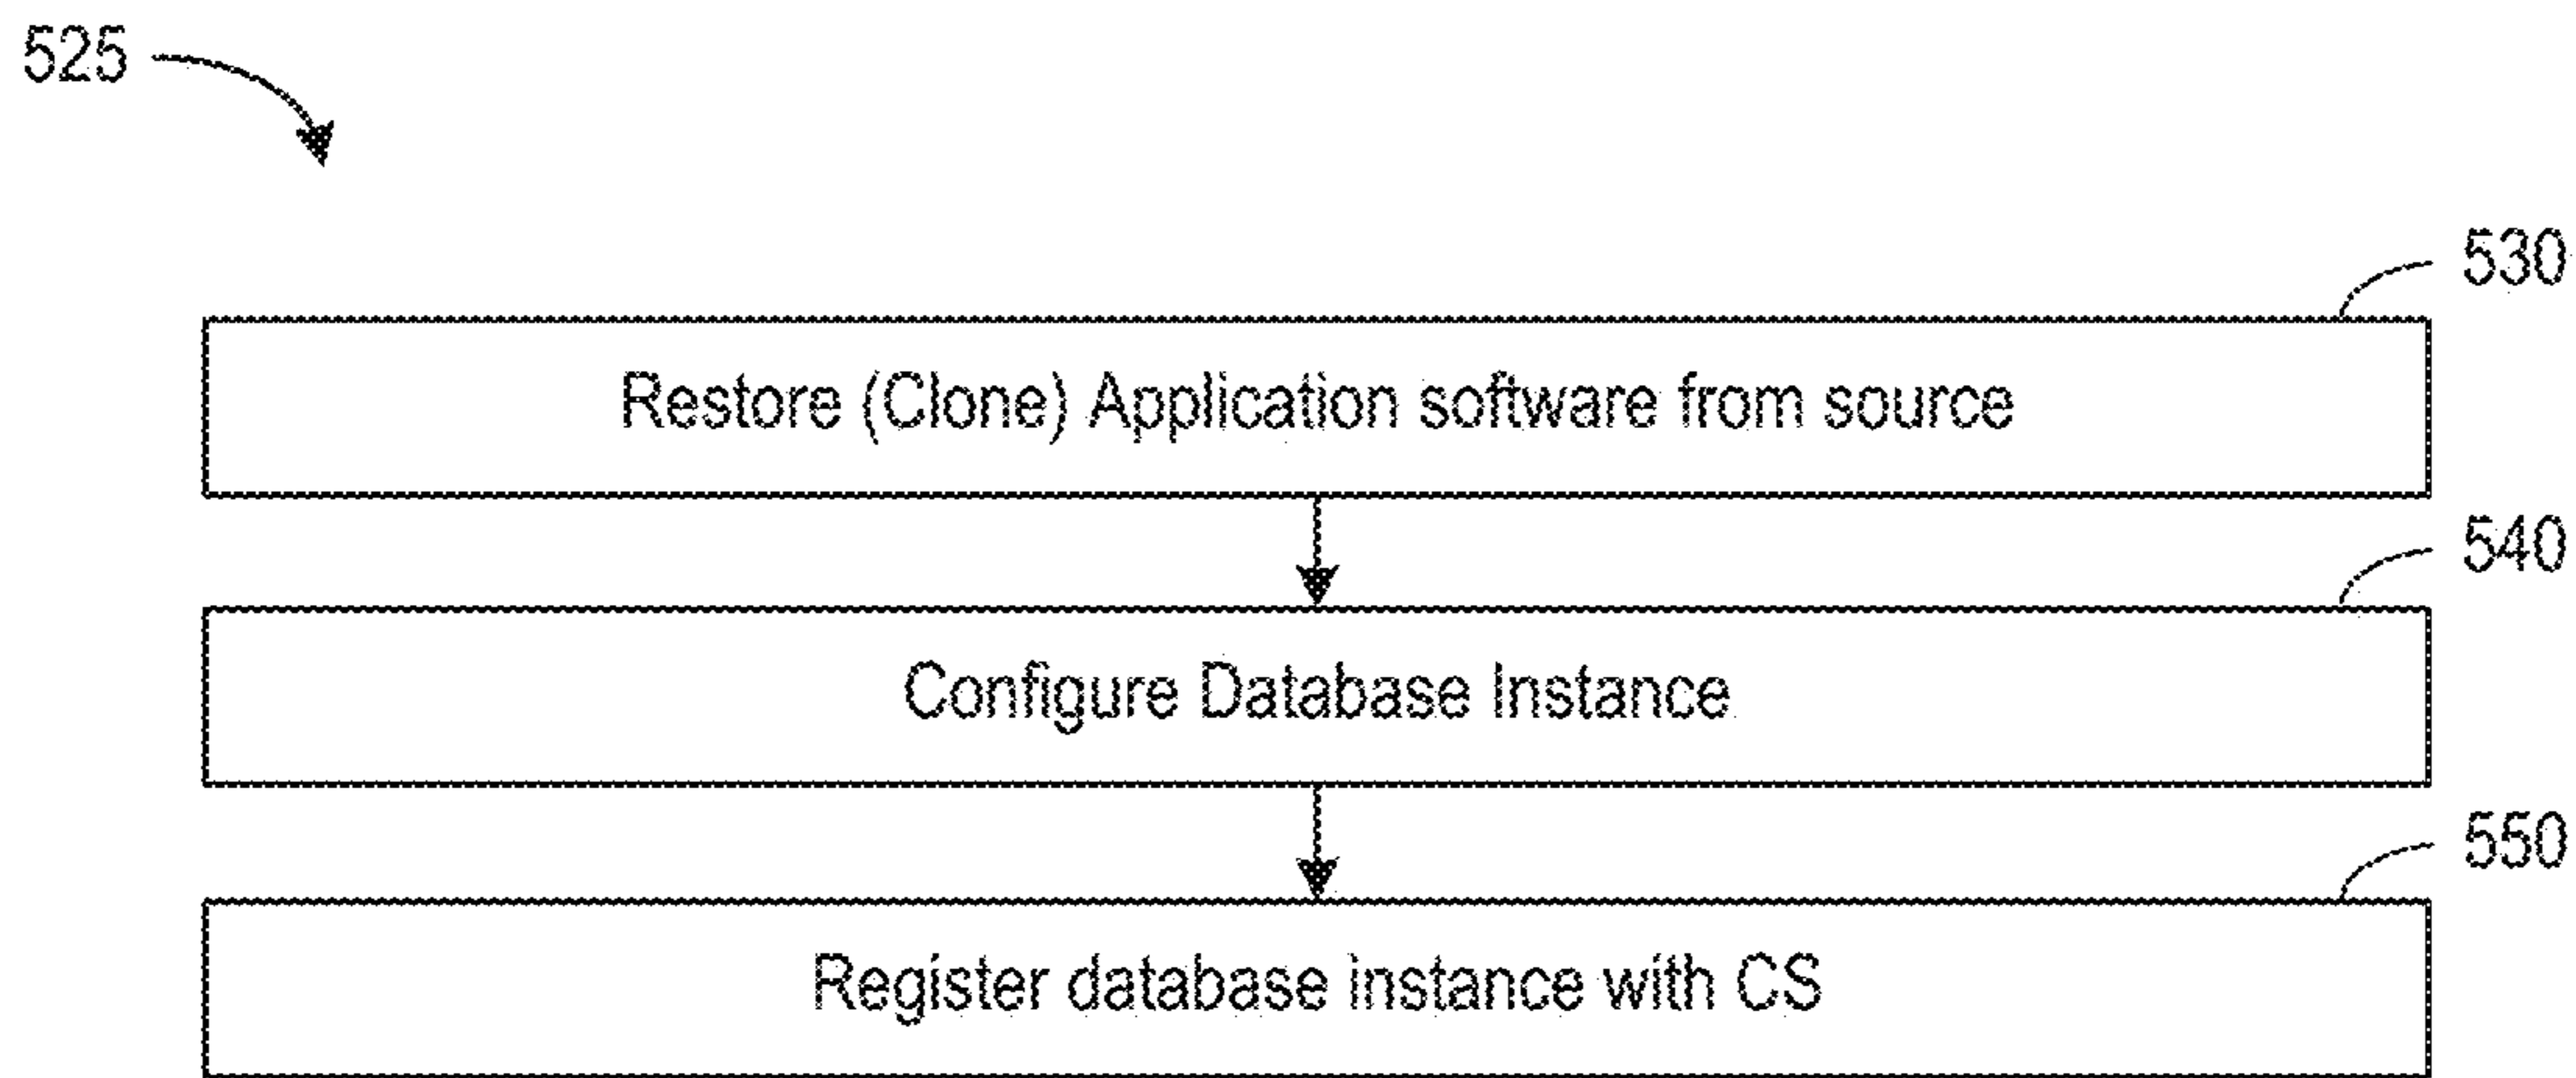 525
530
Restore (Clone) Application software from source
540
Configure Database Instance
550
Register database instance with CS